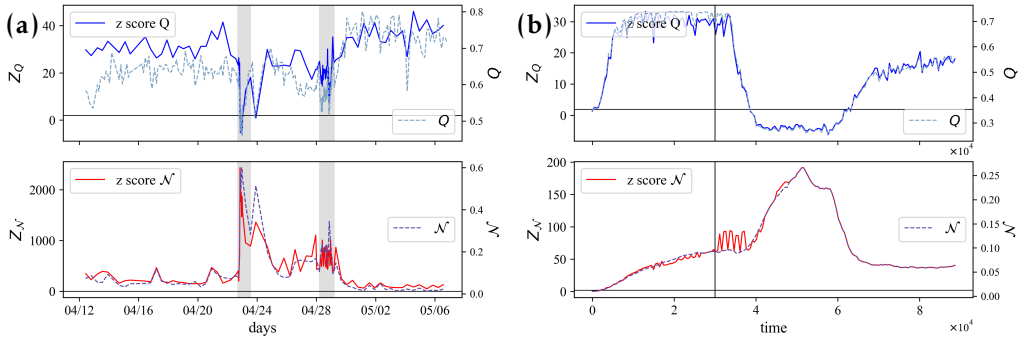 (a)
z score Q
Q
40
20
0
Z_Q
0.8
0.7
0.6
0.5
Q
z score 𝒩
𝒩
2000
1000
0
Z_𝒩
0.6
0.4
0.2
0.0
𝒩
04/12 04/16 04/20 04/24 04/28 05/02 05/06
days
(b)
z score Q
Q
30
20
10
0
Z_Q
0.7
0.6
0.5
0.4
0.3
Q
×10⁴
z score 𝒩
𝒩
200
150
100
50
0
Z_𝒩
0.25
0.20
0.15
0.10
0.05
0.00
𝒩
0 2 4 6 8
time
×10⁴